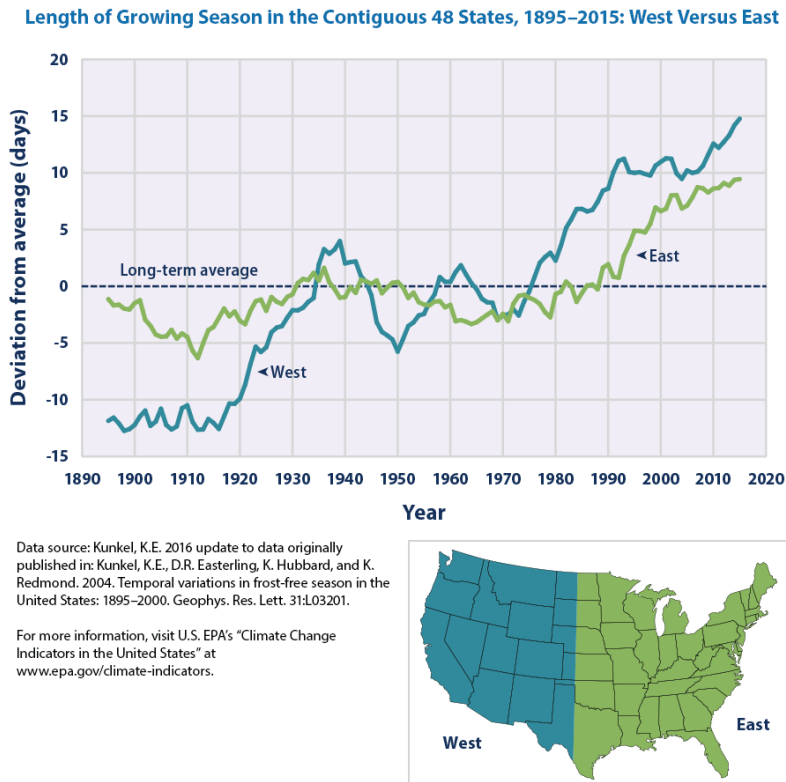 Length of Growing Season in the Contiguous 48 States, 1895–2015: West Versus East
Deviation from average (days)
20
15
10
5
0
-5
-10
-15
Long-term average
East
West
1890 1900 1910 1920 1930 1940 1950 1960 1970 1980 1990 2000 2010 2020
Year
Data source: Kunkel, K.E. 2016 update to data originally
published in: Kunkel, K.E., D.R. Easterling, K. Hubbard, and K.
Redmond. 2004. Temporal variations in frost-free season in the
United States: 1895–2000. Geophys. Res. Lett. 31:L03201.
For more information, visit U.S. EPA's “Climate Change
Indicators in the United States” at
www.epa.gov/climate-indicators.
West
East